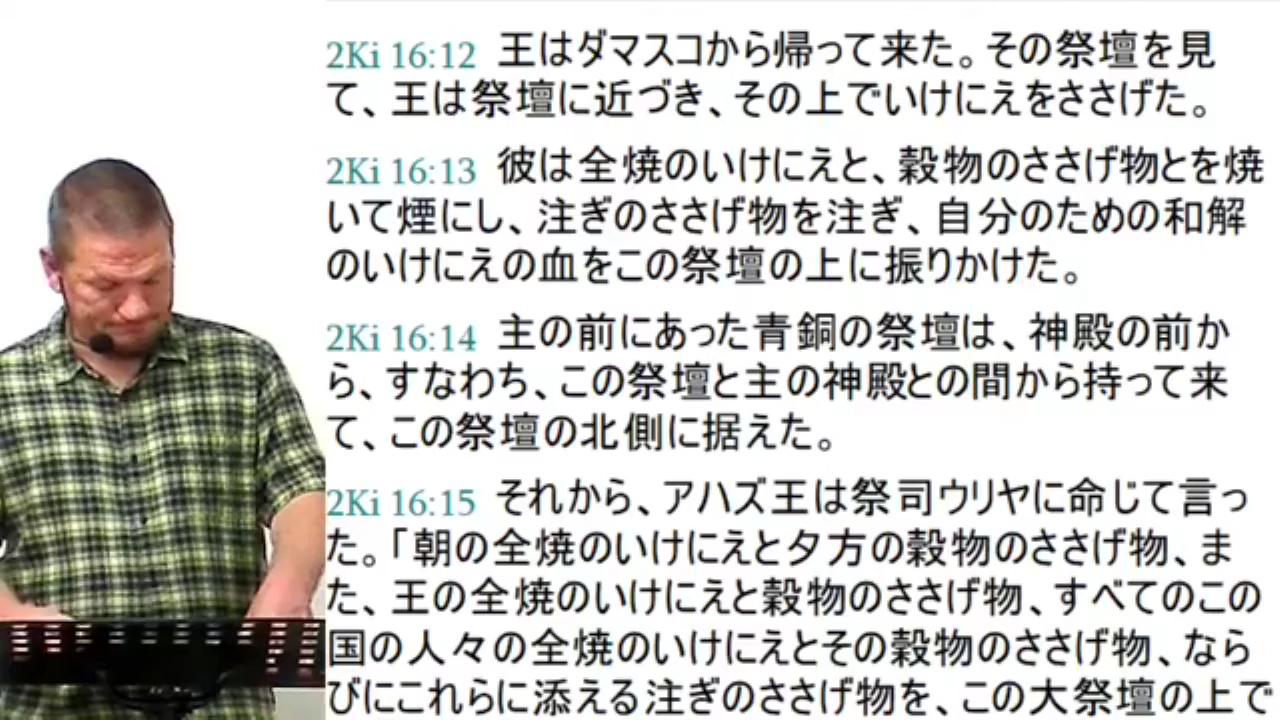 2Ki 16:12 王はダマスコから帰って来た。その祭壇を見
て、王は祭壇に近づき、その上でいけにえをささげた。
2Ki 16:13 彼は全焼のいけにえと、穀物のささげ物とを焼
いて煙にし、注ぎのささげ物を注ぎ、自分のための和解
のいけにえの血をこの祭壇の上に振りかけた。
2Ki 16:14 主の前にあった青銅の祭壇は、神殿の前か
ら、すなわち、この祭壇と主の神殿との間から持って来
て、この祭壇の北側に据えた。
2Ki 16:15 それから、アハズ王は祭司ウリヤに命じて言っ
た。「朝の全焼のいけにえと夕方の穀物のささげ物、ま
た、王の全焼のいけにえと穀物のささげ物、すべてのこの
国の人々の全焼のいけにえとその穀物のささげ物、なら
びにこれらに添える注ぎのささげ物を、この大祭壇の上で